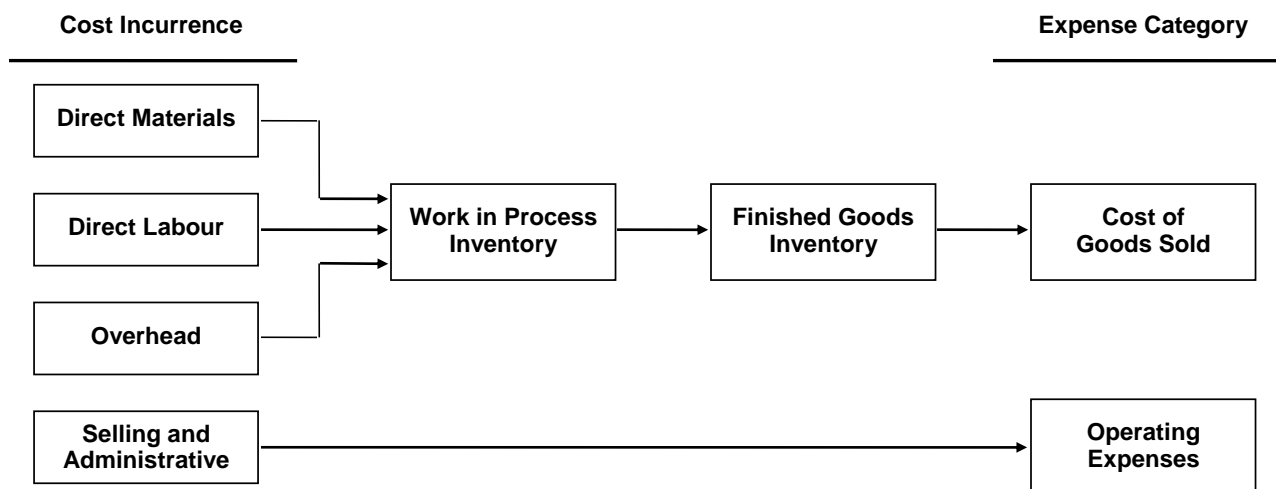 Cost Incurrence
Expense Category
Direct Materials
Direct Labour
Work in Process
Inventory
Finished Goods
Inventory
Cost of
Goods Sold
Overhead
Selling and
Administrative
Operating
Expenses